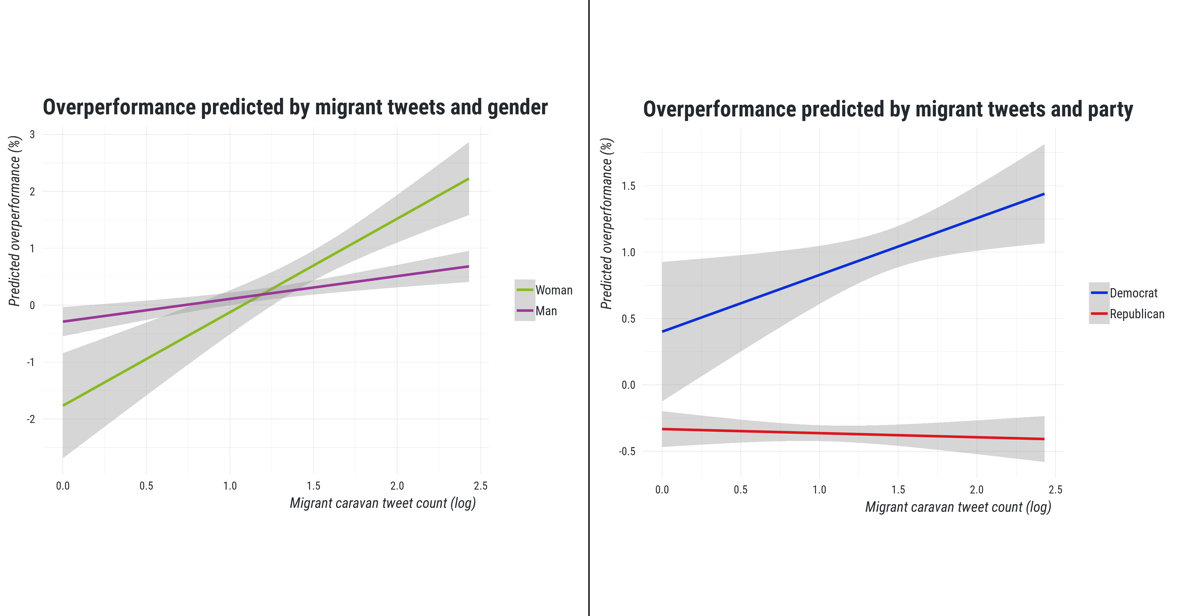 Overperformance predicted by migrant tweets and gender
Predicted overperformance (%)
3
2
1
0
-1
-2
0.0 0.5 1.0 1.5 2.0 2.5
Migrant caravan tweet count (log)
Woman
Man
Overperformance predicted by migrant tweets and party
Predicted overperformance (%)
1.5
1.0
0.5
0.0
-0.5
0.0 0.5 1.0 1.5 2.0 2.5
Migrant caravan tweet count (log)
Democrat
Republican